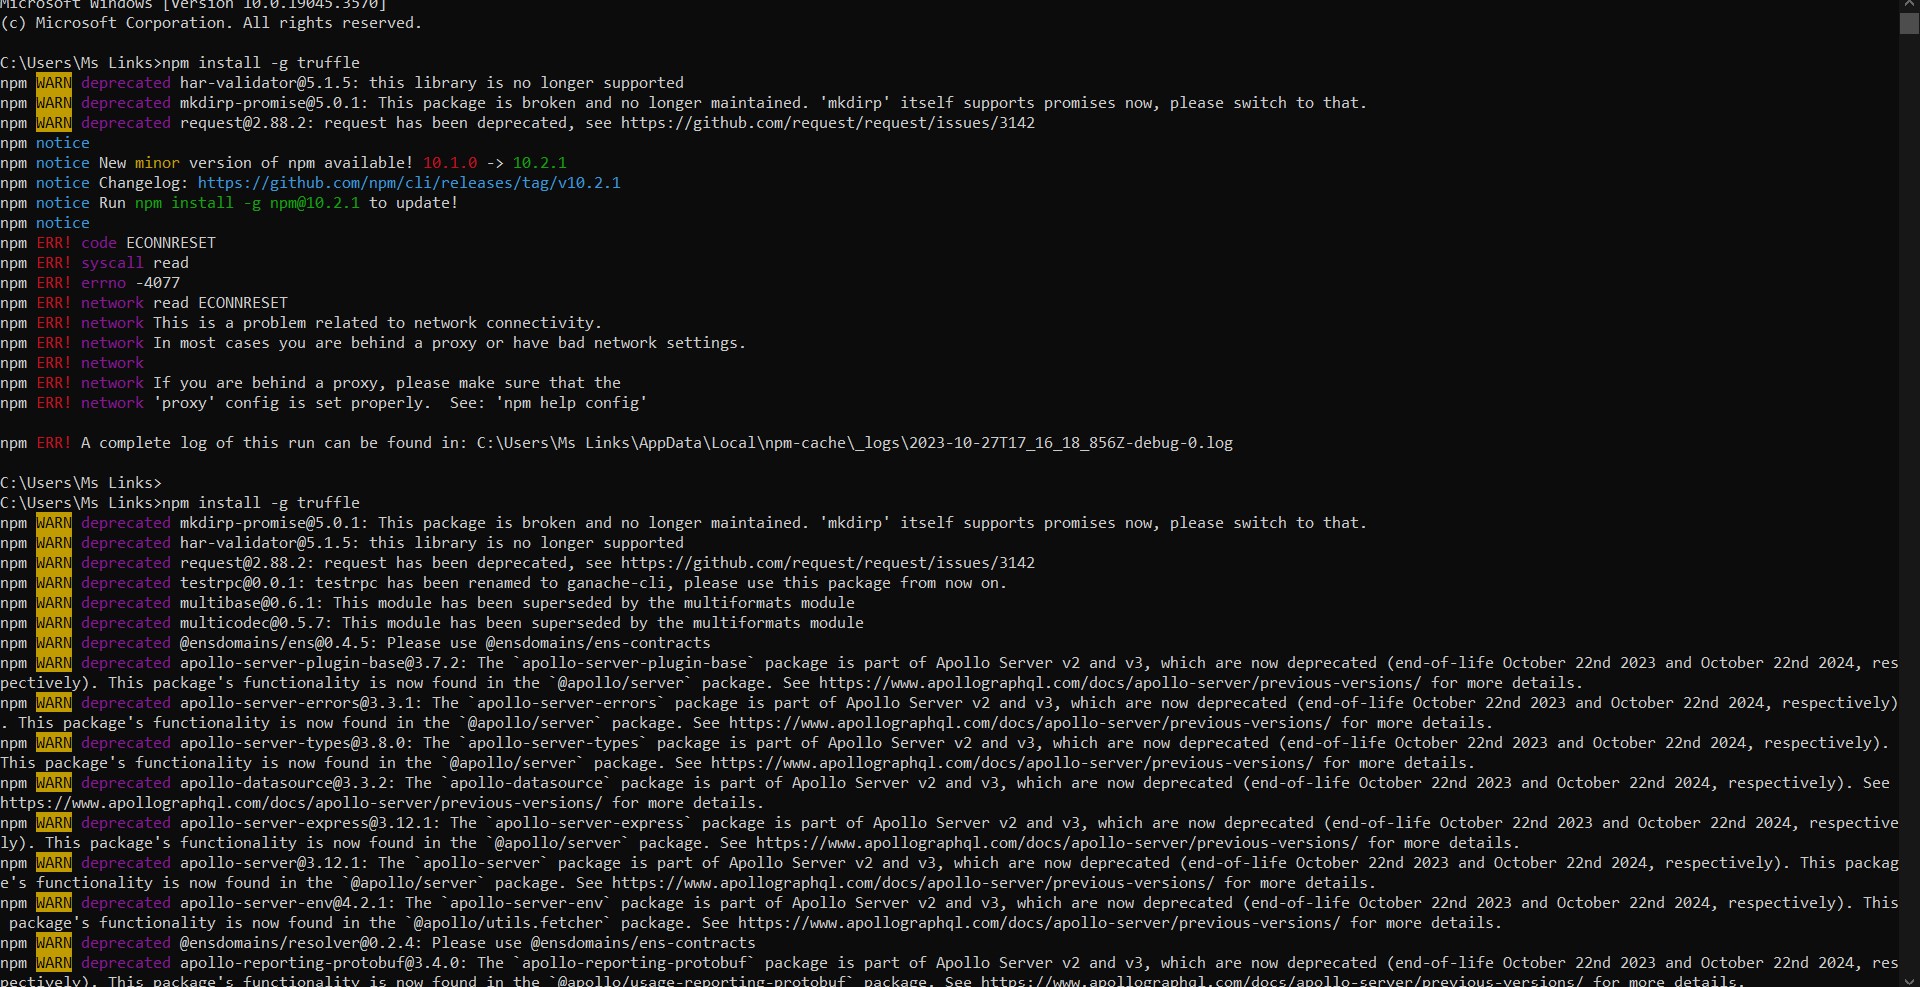 Microsoft Windows [Version 10.0.19045.3570]
(c) Microsoft Corporation. All rights reserved.
C:\Users\Ms Links>npm install -g truffle
npm WARN deprecated har-validator@5.1.5: this library is no longer supported
npm WARN deprecated mkdirp-promise@5.0.1: This package is broken and no longer maintained. 'mkdirp' itself supports promises now, please switch to that.
npm WARN deprecated request@2.88.2: request has been deprecated, see https://github.com/request/request/issues/3142
npm notice
npm notice New minor version of npm available! 10.1.0 -> 10.2.1
npm notice Changelog: https://github.com/npm/cli/releases/tag/v10.2.1
npm notice Run npm install -g npm@10.2.1 to update!
npm notice
npm ERR! code ECONNRESET
npm ERR! syscall read
npm ERR! errno -4077
npm ERR! network read ECONNRESET
npm ERR! network This is a problem related to network connectivity.
npm ERR! network In most cases you are behind a proxy or have bad network settings.
npm ERR! network
npm ERR! network If you are behind a proxy, please make sure that the
npm ERR! network 'proxy' config is set properly.  See: 'npm help config'
npm ERR! A complete log of this run can be found in: C:\Users\Ms Links\AppData\Local\npm-cache\_logs\2023-10-27T17_16_18_856Z-debug-0.log
C:\Users\Ms Links>
C:\Users\Ms Links>npm install -g truffle
npm WARN deprecated mkdirp-promise@5.0.1: This package is broken and no longer maintained. 'mkdirp' itself supports promises now, please switch to that.
npm WARN deprecated har-validator@5.1.5: this library is no longer supported
npm WARN deprecated request@2.88.2: request has been deprecated, see https://github.com/request/request/issues/3142
npm WARN deprecated testrpc@0.0.1: testrpc has been renamed to ganache-cli, please use this package from now on.
npm WARN deprecated multibase@0.6.1: This module has been superseded by the multiformats module
npm WARN deprecated multicodec@0.5.7: This module has been superseded by the multiformats module
npm WARN deprecated @ensdomains/ens@0.4.5: Please use @ensdomains/ens-contracts
npm WARN deprecated apollo-server-plugin-base@3.7.2: The `apollo-server-plugin-base` package is part of Apollo Server v2 and v3, which are now deprecated (end-of-life October 22nd 2023 and October 22nd 2024, res
pectively). This package's functionality is now found in the `@apollo/server` package. See https://www.apollographql.com/docs/apollo-server/previous-versions/ for more details.
npm WARN deprecated apollo-server-errors@3.3.1: The `apollo-server-errors` package is part of Apollo Server v2 and v3, which are now deprecated (end-of-life October 22nd 2023 and October 22nd 2024, respectively)
. This package's functionality is now found in the `@apollo/server` package. See https://www.apollographql.com/docs/apollo-server/previous-versions/ for more details.
npm WARN deprecated apollo-server-types@3.8.0: The `apollo-server-types` package is part of Apollo Server v2 and v3, which are now deprecated (end-of-life October 22nd 2023 and October 22nd 2024, respectively).
This package's functionality is now found in the `@apollo/server` package. See https://www.apollographql.com/docs/apollo-server/previous-versions/ for more details.
npm WARN deprecated apollo-datasource@3.3.2: The `apollo-datasource` package is part of Apollo Server v2 and v3, which are now deprecated (end-of-life October 22nd 2023 and October 22nd 2024, respectively). See
https://www.apollographql.com/docs/apollo-server/previous-versions/ for more details.
npm WARN deprecated apollo-server-express@3.12.1: The `apollo-server-express` package is part of Apollo Server v2 and v3, which are now deprecated (end-of-life October 22nd 2023 and October 22nd 2024, respective
ly). This package's functionality is now found in the `@apollo/server` package. See https://www.apollographql.com/docs/apollo-server/previous-versions/ for more details.
npm WARN deprecated apollo-server@3.12.1: The `apollo-server` package is part of Apollo Server v2 and v3, which are now deprecated (end-of-life October 22nd 2023 and October 22nd 2024, respectively). This packag
e's functionality is now found in the `@apollo/server` package. See https://www.apollographql.com/docs/apollo-server/previous-versions/ for more details.
npm WARN deprecated apollo-server-env@4.2.1: The `apollo-server-env` package is part of Apollo Server v2 and v3, which are now deprecated (end-of-life October 22nd 2023 and October 22nd 2024, respectively). This
 package's functionality is now found in the `@apollo/utils.fetcher` package. See https://www.apollographql.com/docs/apollo-server/previous-versions/ for more details.
npm WARN deprecated @ensdomains/resolver@0.2.4: Please use @ensdomains/ens-contracts
npm WARN deprecated apollo-reporting-protobuf@3.4.0: The `apollo-reporting-protobuf` package is part of Apollo Server v2 and v3, which are now deprecated (end-of-life October 22nd 2023 and October 22nd 2024, res
pectively). This package's functionality is now found in the `@apollo/usage-reporting-protobuf` package. See https://www.apollographql.com/docs/apollo-server/previous-versions/ for more details.